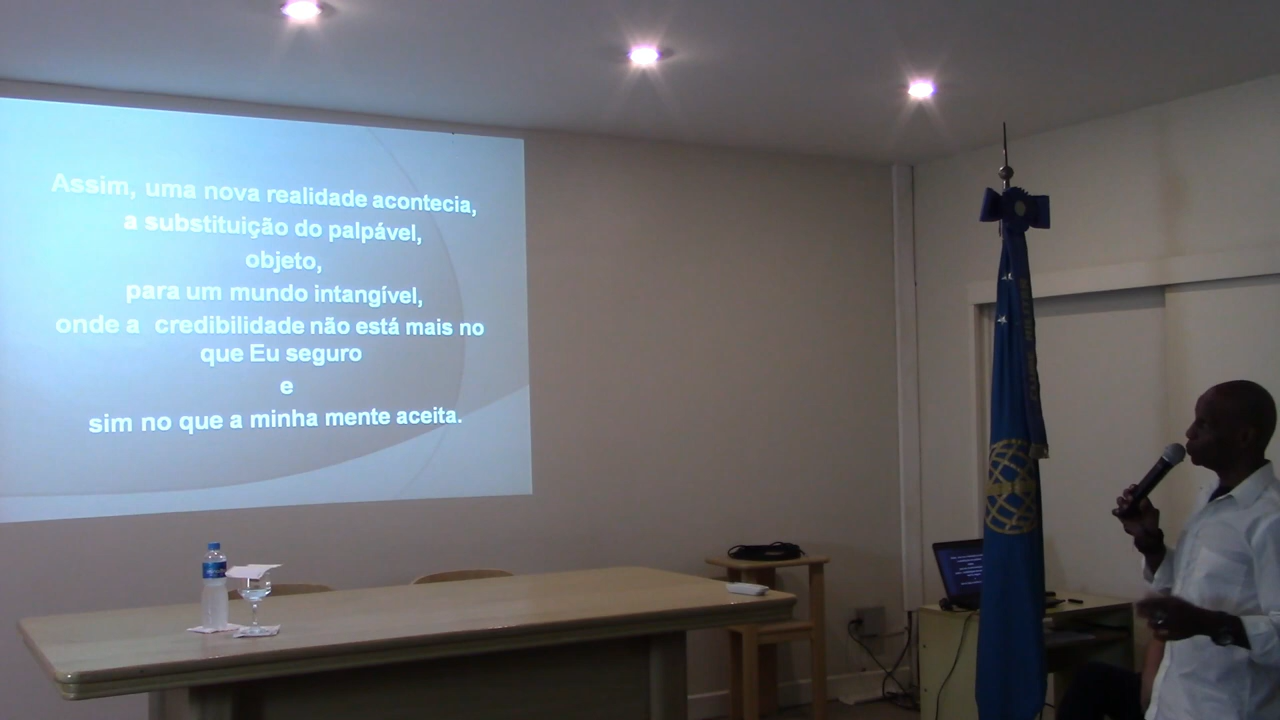 Assim, uma nova realidade acontecia,
a substituição do palpável,
objeto,
para um mundo intangível,
onde a credibilidade não está mais no
que Eu seguro
e
sim no que a minha mente aceita.